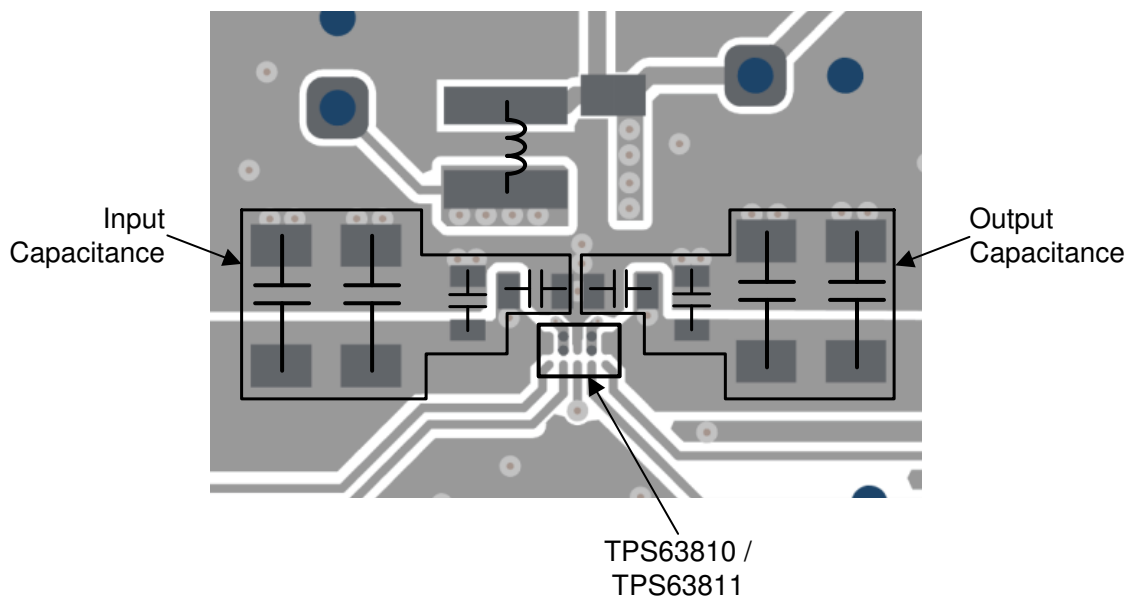 Input
Capacitance
Output
Capacitance
TPS63810 /
TPS63811